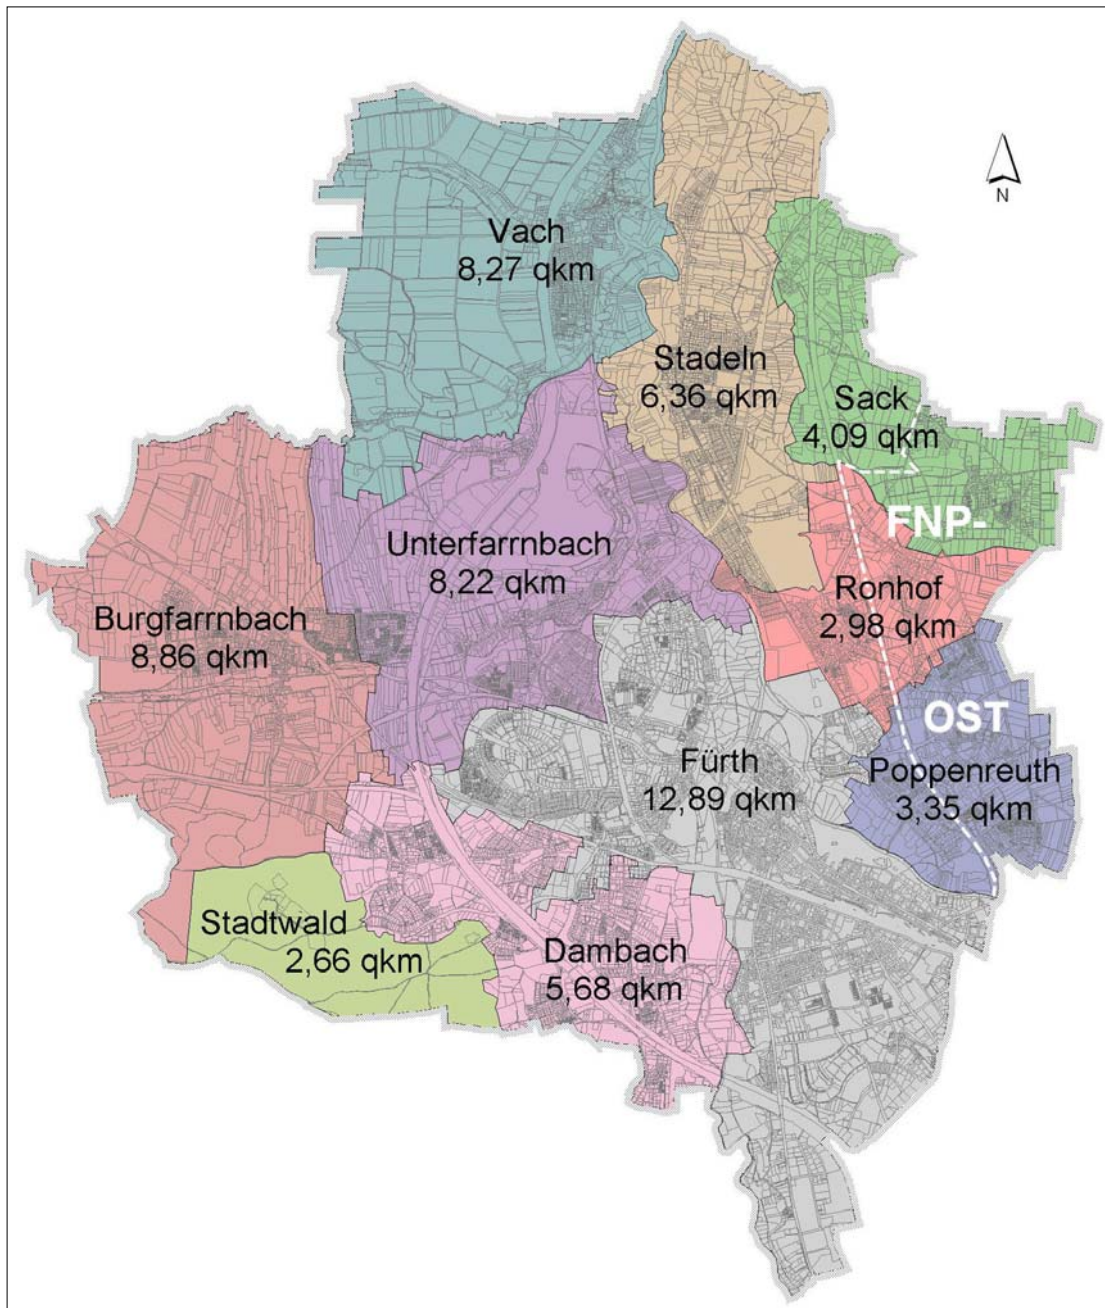 N
Vach
8,27 qkm
Stadeln
6,36 qkm
Sack
4,09 qkm
FNP-
Unterfarrnbach
8,22 qkm
Ronhof
2,98 qkm
Burgfarrnbach
8,86 qkm
OST
Fürth
12,89 qkm
Poppenreuth
3,35 qkm
Stadtwald
2,66 qkm
Dambach
5,68 qkm